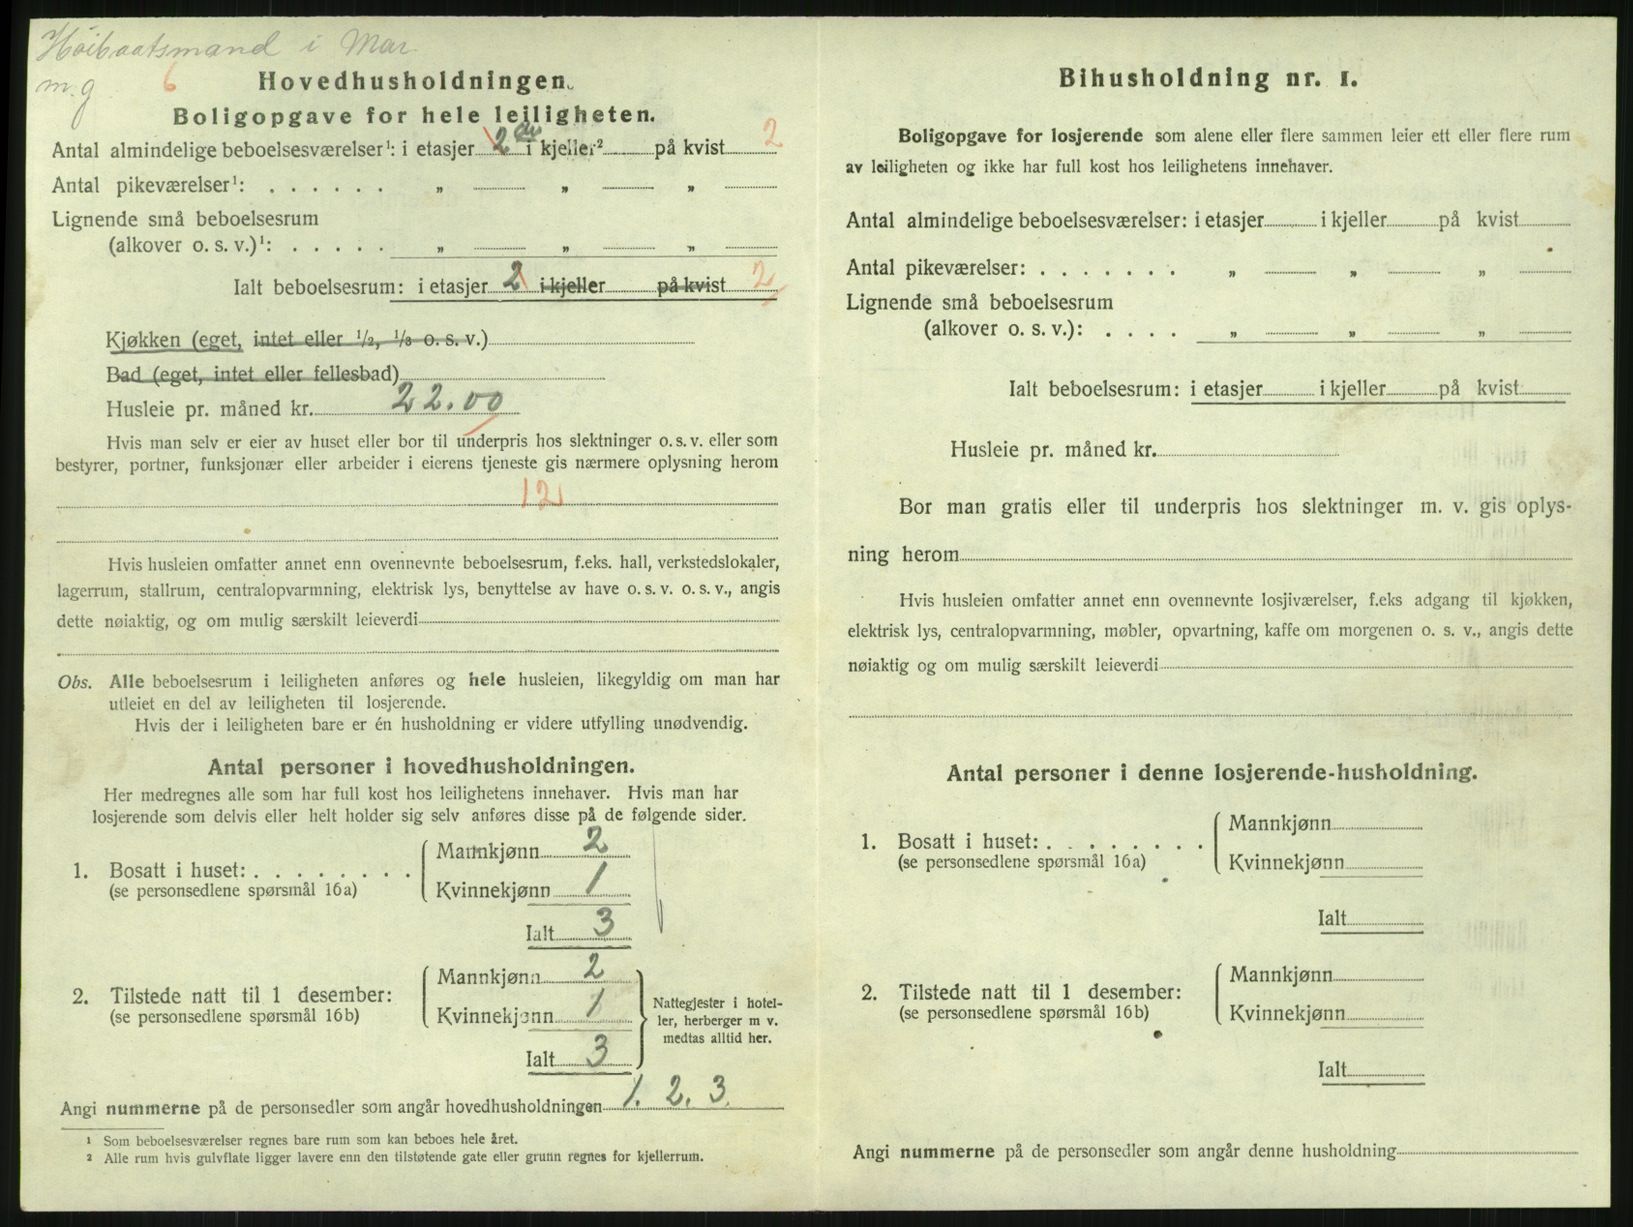 Høibaatsmand i Mar.
m.g. 6
Hovedhusholdningen.
Boligopgave for hele leiligheten.
Antal almindelige beboelsesværelser¹: i etasjer 2 i kjeller² på kvist 2
Antal pikeværelser¹: . . . . . . „ „ „
Lignende små beboelsesrum
(alkover o. s. v.)¹: . . . . . „ „ „
Ialt beboelsesrum: i etasjer 2 i kjeller på kvist 2
Kjøkken (eget, intet eller ½, ⅓ o. s. v.)
Bad (eget, intet eller fellesbad)
Husleie pr. måned kr. 22.00
Hvis man selv er eier av huset eller bor til underpris hos slektninger o. s. v. eller som
bestyrer, portner, funksjonær eller arbeider i eierens tjeneste gis nærmere oplysning herom
12
Hvis husleien omfatter annet enn ovennevnte beboelsesrum, f.eks. hall, verkstedslokaler,
lagerrum, stallrum, centralopvarmning, elektrisk lys, benyttelse av have o. s. v. o. s. v., angis
dette nøiaktig, og om mulig særskilt leieverdi
Obs. Alle beboelsesrum i leiligheten anføres og hele husleien, likegyldig om man har
utleiet en del av leiligheten til losjerende.
Hvis der i leiligheten bare er én husholdning er videre utfylling unødvendig.
Antal personer i hovedhusholdningen.
Her medregnes alle som har full kost hos leilighetens innehaver. Hvis man har
losjerende som delvis eller helt holder sig selv anføres disse på de følgende sider.
1. Bosatt i huset: . . . . . . . .
(se personsedlene spørsmål 16a)
Mannkjønn 2
Kvinnekjønn 1
Ialt 3
2. Tilstede natt til 1 desember:
(se personsedlene spørsmål 16b)
Mannkjønn 2
Kvinnekjønn 1
Ialt 3
Nattegjester i hotel-
ler, herberger m v.
medtas alltid her.
Angi nummerne på de personsedler som angår hovedhusholdningen 1. 2. 3.
¹ Som beboelsesværelser regnes bare rum som kan beboes hele året.
² Alle rum hvis gulvflate ligger lavere enn den tilstøtende gate eller grunn regnes for kjellerrum.
Bihusholdning nr. 1.
Boligopgave for losjerende som alene eller flere sammen leier ett eller flere rum
av leiligheten og ikke har full kost hos leilighetens innehaver.
Antal almindelige beboelsesværelser: i etasjer i kjeller på kvist
Antal pikeværelser: . . . . . . . „ „ „
Lignende små beboelsesrum
(alkover o. s. v.): . . . . „ „ „
Ialt beboelsesrum: i etasjer i kjeller på kvist
Husleie pr. måned kr.
Bor man gratis eller til underpris hos slektninger m. v. gis oplys-
ning herom
Hvis husleien omfatter annet enn ovennevnte losjiværelser, f.eks adgang til kjøkken,
elektrisk lys, centralopvarmning, møbler, opvartning, kaffe om morgenen o. s. v., angis dette
nøiaktig og om mulig særskilt leieverdi
Antal personer i denne losjerende-husholdning.
1. Bosatt i huset: . . . . . . . .
(se personsedlene spørsmål 16a)
Mannkjønn
Kvinnekjønn
Ialt
2. Tilstede natt til 1 desember:
(se personsedlene spørsmål 16b)
Mannkjønn
Kvinnekjønn
Ialt
Angi nummerne på de personsedler som angår denne husholdning